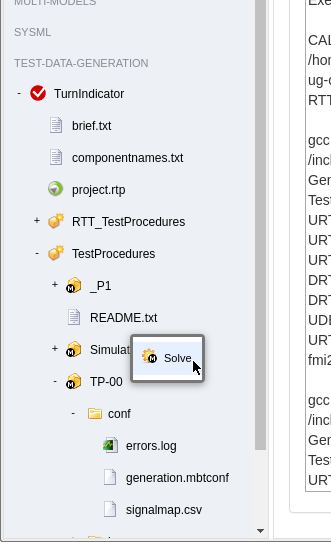 MULTI-MODELS
SYSML
TEST-DATA-GENERATION
- TurnIndicator
brief.txt
componentnames.txt
project.rtp
+ RTT_TestProcedures
- TestProcedures
+ _P1
README.txt
+ Simulat
Solve
- TP-00
- conf
errors.log
generation.mbtconf
signalmap.csv
Exe
CAL
/hor
ug-c
RTT
gcc
/incl
Gen
Test
URT
URT
URT
DRT
DRT
UDE
URT
fmi2
gcc
/incl
Gen
Test
URT